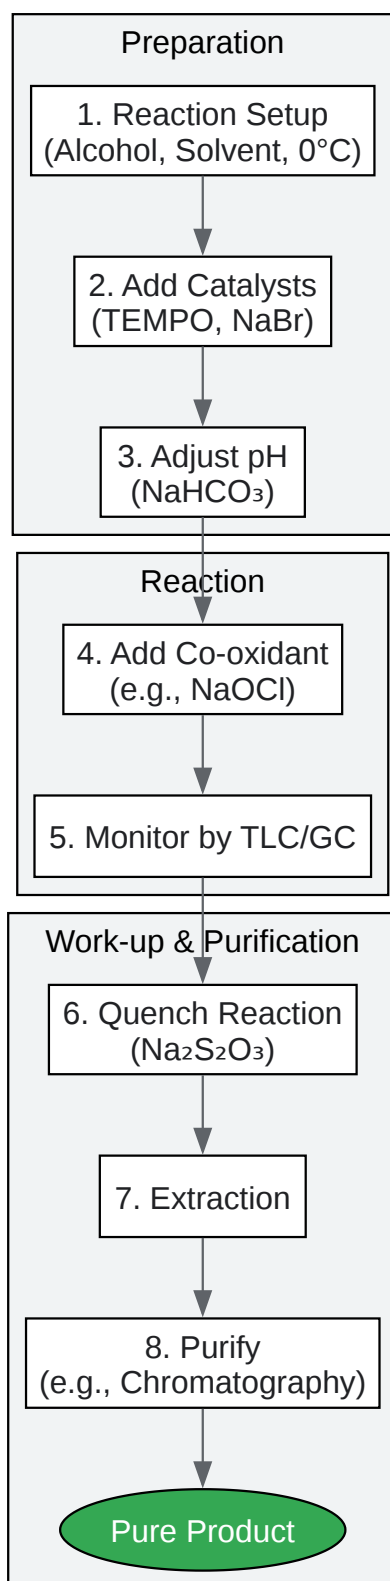 Preparation
1. Reaction Setup
(Alcohol, Solvent, 0°C)
2. Add Catalysts
(TEMPO, NaBr)
3. Adjust pH
(NaHCO₃)
Reaction
4. Add Co-oxidant
(e.g., NaOCl)
5. Monitor by TLC/GC
Work-up & Purification
6. Quench Reaction
(Na₂S₂O₃)
7. Extraction
8. Purify
(e.g., Chromatography)
Pure Product